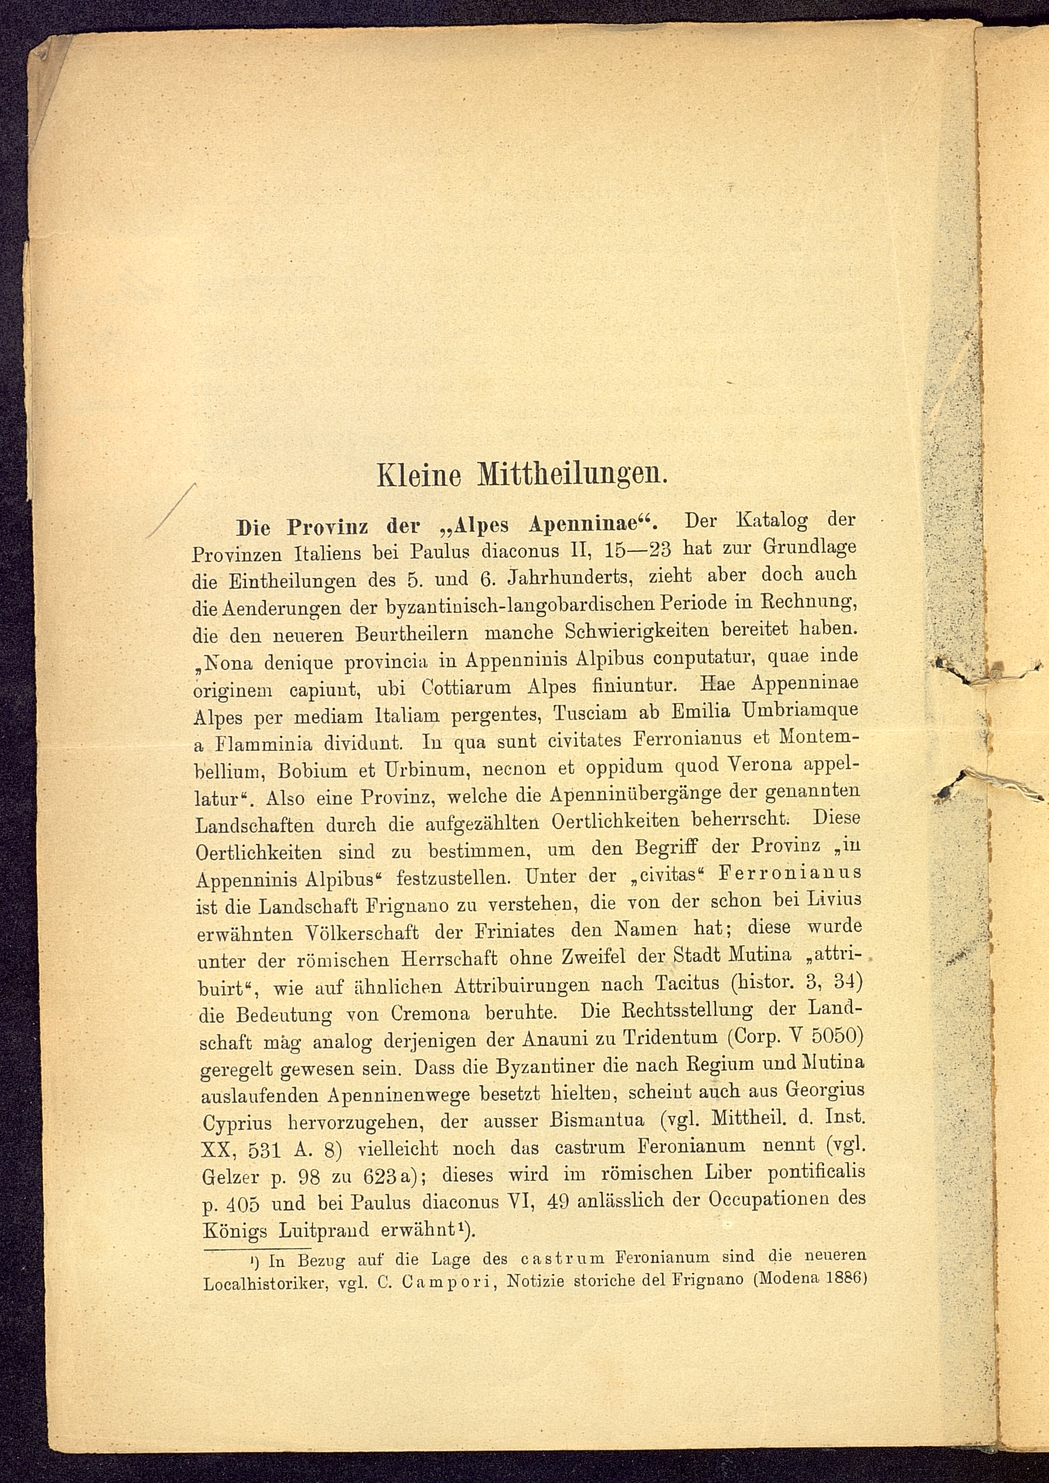 Kleine Mittheilungen.
Die Provinz der „Alpes Apenninae“. Der Katalog der
Provinzen Italiens bei Paulus diaconus II, 15—23 hat zur Grundlage
die Eintheilungen des 5. und 6. Jahrhunderts, zieht aber doch auch
die Aenderungen der byzantinisch-langobardischen Periode in Rechnung,
die den neueren Beurtheilern manche Schwierigkeiten bereitet haben.
„Nona denique provincia in Appenninis Alpibus conputatur, quae inde
originem capiunt, ubi Cottiarum Alpes finiuntur. Hae Appenninae
Alpes per mediam Italiam pergentes, Tusciam ab Emilia Umbriamque
a Flamminia dividunt. In qua sunt civitates Ferronianus et Montem-
bellium, Bobium et Urbinum, necnon et oppidum quod Verona appel-
latur“. Also eine Provinz, welche die Apenninübergänge der genannten
Landschaften durch die aufgezählten Oertlichkeiten beherrscht. Diese
Oertlichkeiten sind zu bestimmen, um den Begriff der Provinz „in
Appenninis Alpibus“ festzustellen. Unter der „civitas“ Ferronianus
ist die Landschaft Frignano zu verstehen, die von der schon bei Livius
erwähnten Völkerschaft der Friniates den Namen hat; diese wurde
unter der römischen Herrschaft ohne Zweifel der Stadt Mutina „attri-
buirt“, wie auf ähnlichen Attribuirungen nach Tacitus (histor. 3, 34)
die Bedeutung von Cremona beruhte. Die Rechtsstellung der Land-
schaft mag analog derjenigen der Anauni zu Tridentum (Corp. V 5050)
geregelt gewesen sein. Dass die Byzantiner die nach Regium und Mutina
auslaufenden Apenninenwege besetzt hielten, scheint auch aus Georgius
Cyprius hervorzugehen, der ausser Bismantua (vgl. Mittheil. d. Inst.
XX, 531 A. 8) vielleicht noch das castrum Feronianum nennt (vgl.
Gelzer p. 98 zu 623a); dieses wird im römischen Liber pontificalis
p. 405 und bei Paulus diaconus VI, 49 anlässlich der Occupationen des
Königs Luitprand erwähnt¹).
¹) In Bezug auf die Lage des castrum Feronianum sind die neueren
Localhistoriker, vgl. C. Campori, Notizie storiche del Frignano (Modena 1886)